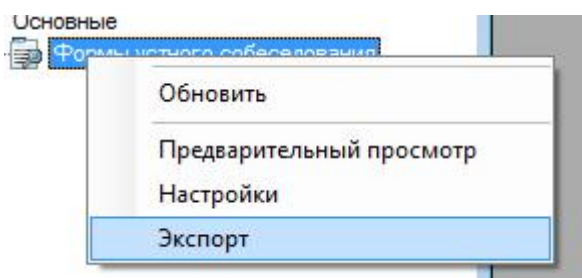 Основные
Формы устного собеседования
Обновить
Предварительный просмотр
Настройки
Экспорт